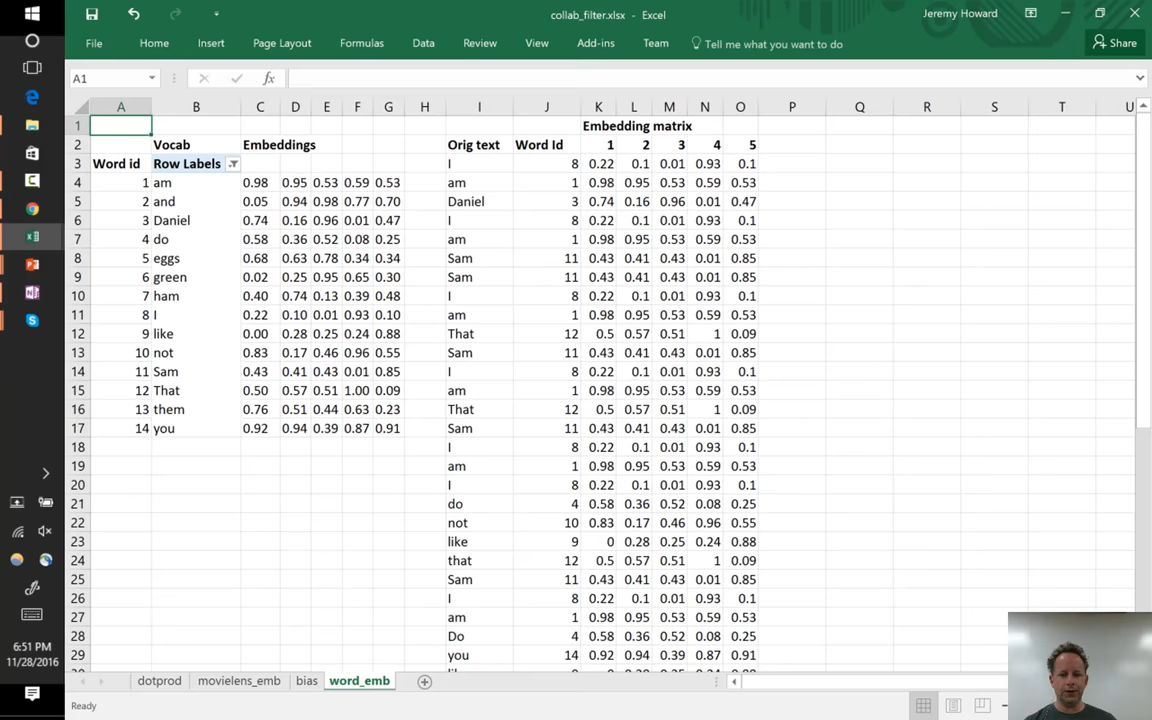 collab_filter.xlsx - Excel
Jeremy Howard
File Home Insert Page Layout Formulas Data Review View Add-ins Team Tell me what you want to do Share
A1 fx
A B C D E F G H I J K L M N O P Q R S T U
1 Embedding matrix
2 Vocab Embeddings Orig text Word Id 1 2 3 4 5
3 Word id Row Labels I 8 0.22 0.1 0.01 0.93 0.1
4 1 am 0.98 0.95 0.53 0.59 0.53 am 1 0.98 0.95 0.53 0.59 0.53
5 2 and 0.05 0.94 0.98 0.77 0.70 Daniel 3 0.74 0.16 0.96 0.01 0.47
6 3 Daniel 0.74 0.16 0.96 0.01 0.47 I 8 0.22 0.1 0.01 0.93 0.1
7 4 do 0.58 0.36 0.52 0.08 0.25 am 1 0.98 0.95 0.53 0.59 0.53
8 5 eggs 0.68 0.63 0.78 0.34 0.34 Sam 11 0.43 0.41 0.43 0.01 0.85
9 6 green 0.02 0.25 0.95 0.65 0.30 Sam 11 0.43 0.41 0.43 0.01 0.85
10 7 ham 0.40 0.74 0.13 0.39 0.48 I 8 0.22 0.1 0.01 0.93 0.1
11 8 I 0.22 0.10 0.01 0.93 0.10 am 1 0.98 0.95 0.53 0.59 0.53
12 9 like 0.00 0.28 0.25 0.24 0.88 That 12 0.5 0.57 0.51 1 0.09
13 10 not 0.83 0.17 0.46 0.96 0.55 Sam 11 0.43 0.41 0.43 0.01 0.85
14 11 Sam 0.43 0.41 0.43 0.01 0.85 I 8 0.22 0.1 0.01 0.93 0.1
15 12 That 0.50 0.57 0.51 1.00 0.09 am 1 0.98 0.95 0.53 0.59 0.53
16 13 them 0.76 0.51 0.44 0.63 0.23 That 12 0.5 0.57 0.51 1 0.09
17 14 you 0.92 0.94 0.39 0.87 0.91 Sam 11 0.43 0.41 0.43 0.01 0.85
18 I 8 0.22 0.1 0.01 0.93 0.1
19 am 1 0.98 0.95 0.53 0.59 0.53
20 I 8 0.22 0.1 0.01 0.93 0.1
21 do 4 0.58 0.36 0.52 0.08 0.25
22 not 10 0.83 0.17 0.46 0.96 0.55
23 like 9 0 0.28 0.25 0.24 0.88
24 that 12 0.5 0.57 0.51 1 0.09
25 Sam 11 0.43 0.41 0.43 0.01 0.85
26 I 8 0.22 0.1 0.01 0.93 0.1
27 am 1 0.98 0.95 0.53 0.59 0.53
28 Do 4 0.58 0.36 0.52 0.08 0.25
29 you 14 0.92 0.94 0.39 0.87 0.91
dotprod movielens_emb bias word_emb
Ready
6:51 PM
11/28/2016